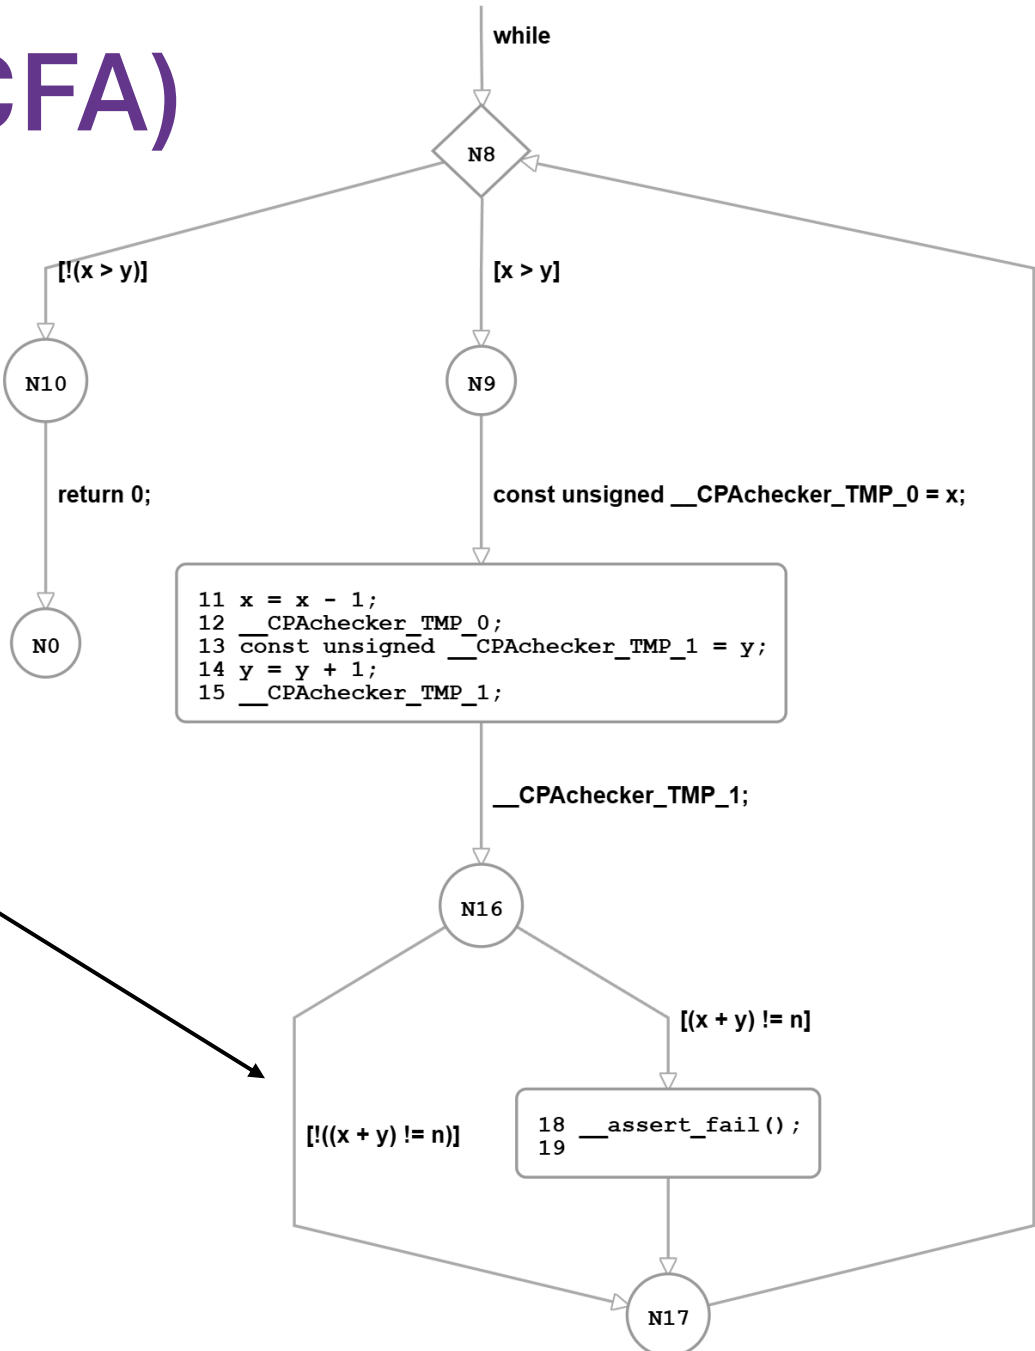 CFA)
while
N8
[!(x > y)]
[x > y]
N10
N9
return 0;
const unsigned __CPAchecker_TMP_0 = x;
11 x = x - 1;
12 __CPAchecker_TMP_0;
13 const unsigned __CPAchecker_TMP_1 = y;
14 y = y + 1;
15 __CPAchecker_TMP_1;
N0
__CPAchecker_TMP_1;
N16
[(x + y) != n]
18 __assert_fail();
19
[!((x + y) != n)]
N17